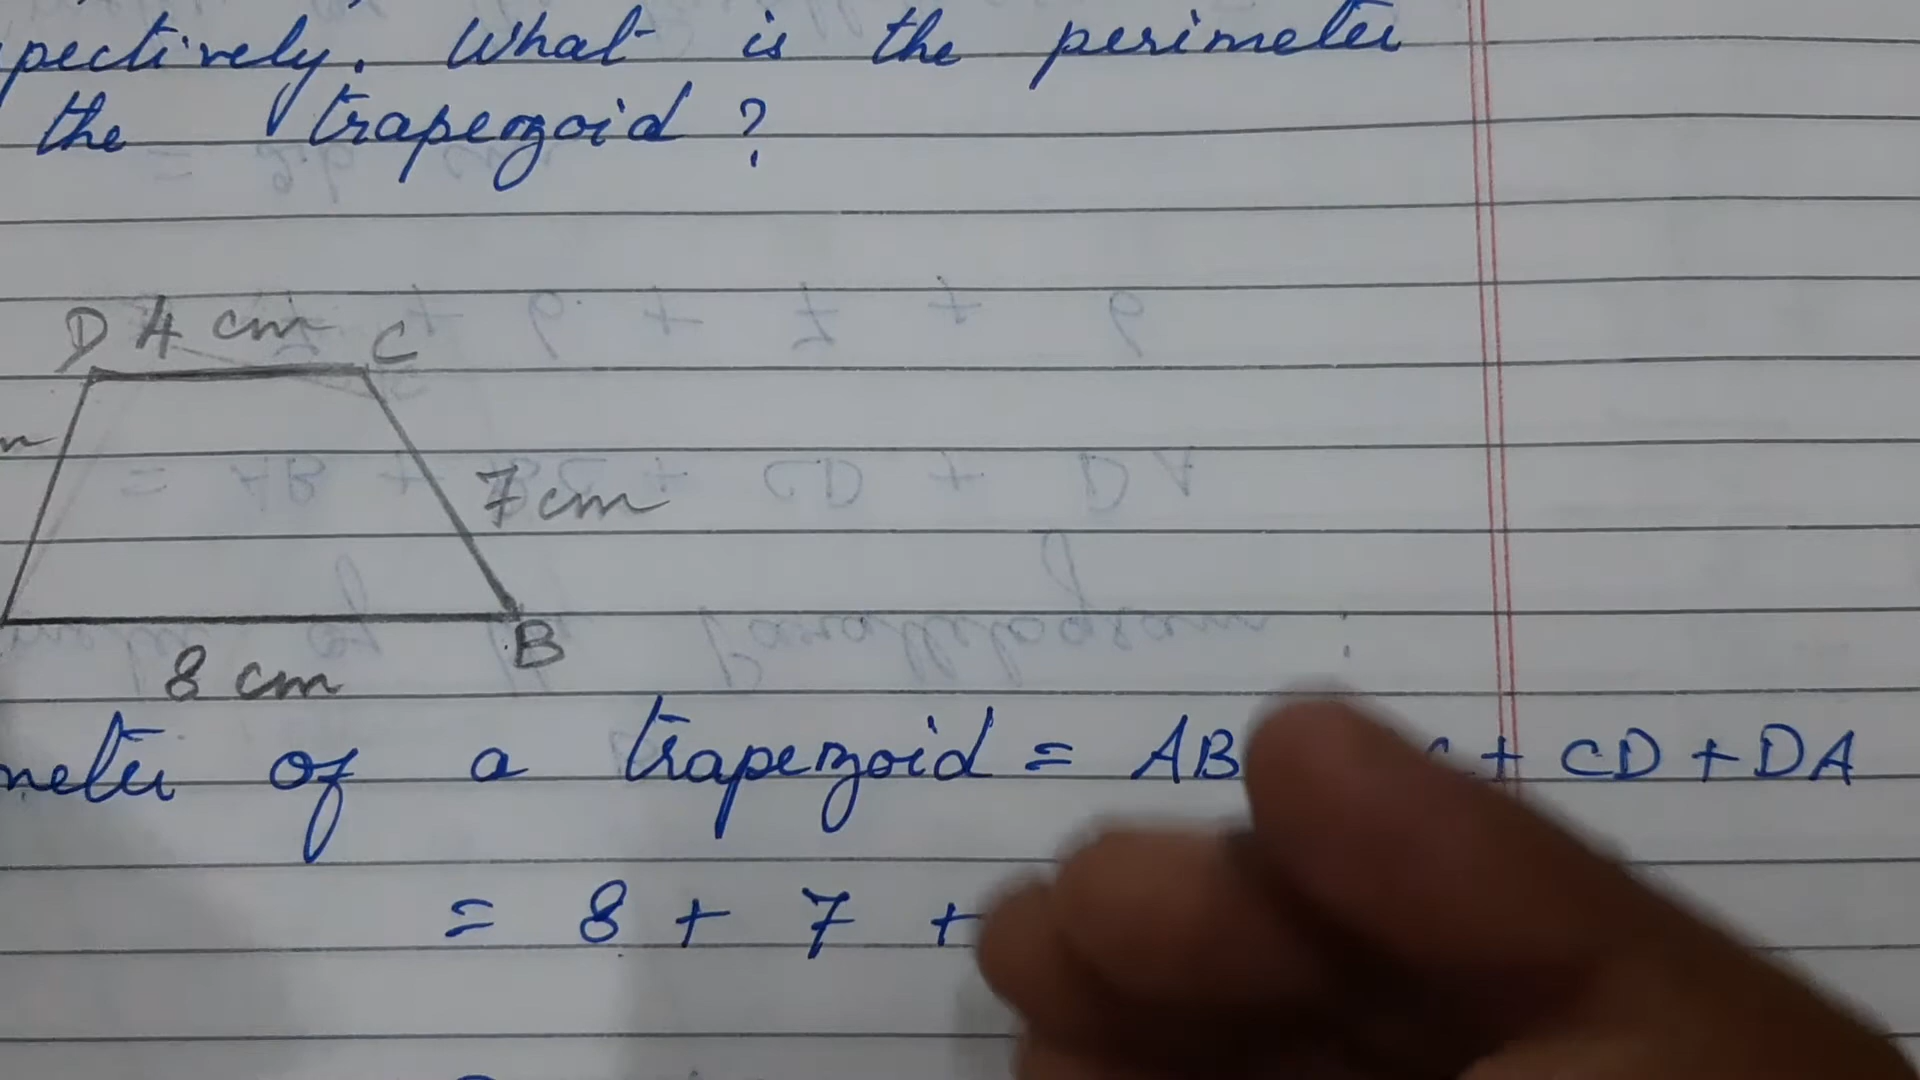 pectively. What is the perimeter
the trapezoid ?
D 4 cm C
7 cm
B
8 cm
of a trapezoid = AB + CD + DA
= 8 + 7 +